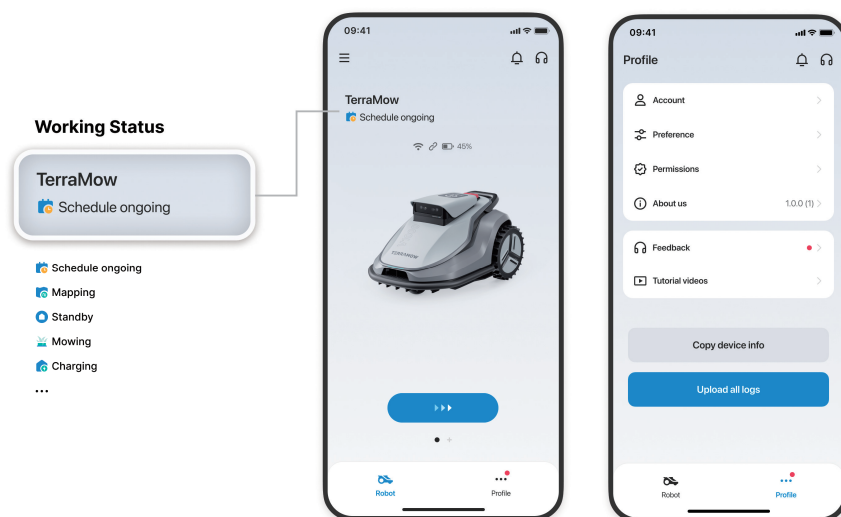 Working Status
TerraMow
Schedule ongoing
Schedule ongoing
Mapping
Standby
Mowing
Charging
...
09:41
TerraMow
Schedule ongoing
45%
TERRAMOW
Robot
Profile
09:41
Profile
Account
Preference
Permissions
About us 1.0.0 (1)
Feedback
Tutorial videos
Copy device info
Upload all logs
Robot
Profile